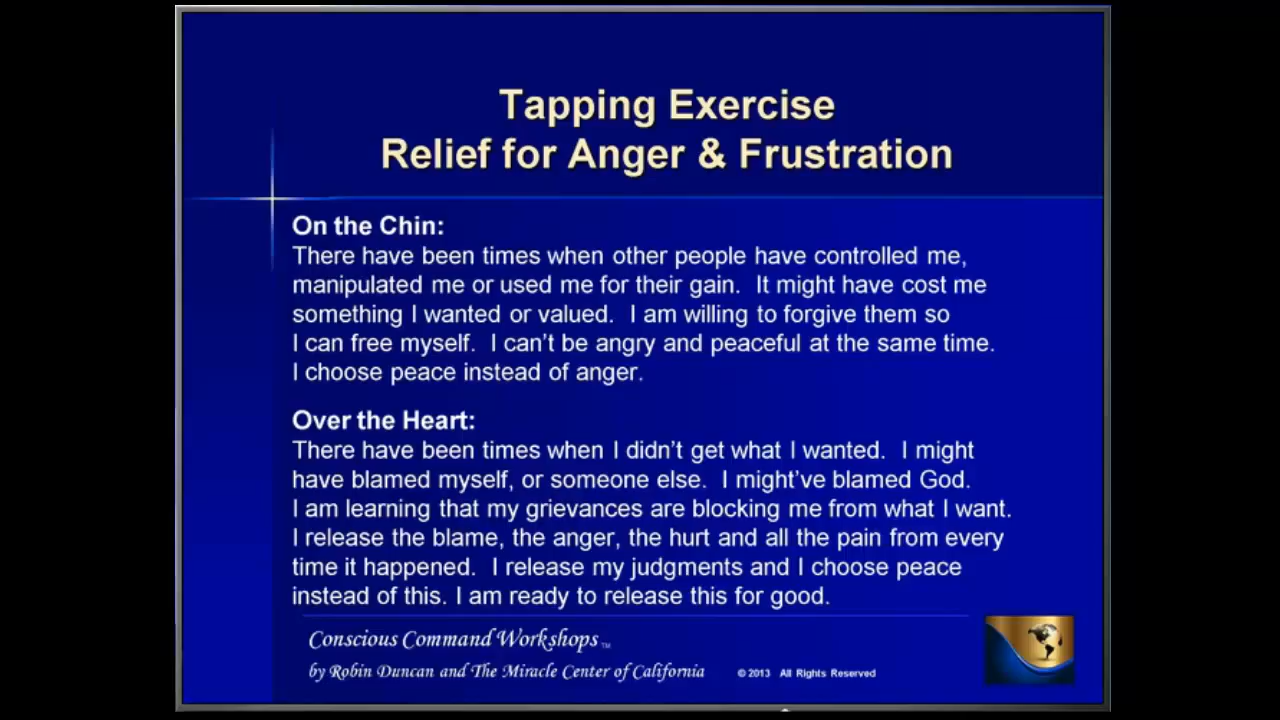 Tapping Exercise
Relief for Anger & Frustration
On the Chin:
There have been times when other people have controlled me,
manipulated me or used me for their gain.  It might have cost me
something I wanted or valued.  I am willing to forgive them so
I can free myself.  I can't be angry and peaceful at the same time.
I choose peace instead of anger.
Over the Heart:
There have been times when I didn't get what I wanted.  I might
have blamed myself, or someone else.  I might've blamed God.
I am learning that my grievances are blocking me from what I want.
I release the blame, the anger, the hurt and all the pain from every
time it happened.  I release my judgments and I choose peace
instead of this. I am ready to release this for good.
Conscious Command Workshops TM
by Robin Duncan and The Miracle Center of California © 2013 All Rights Reserved